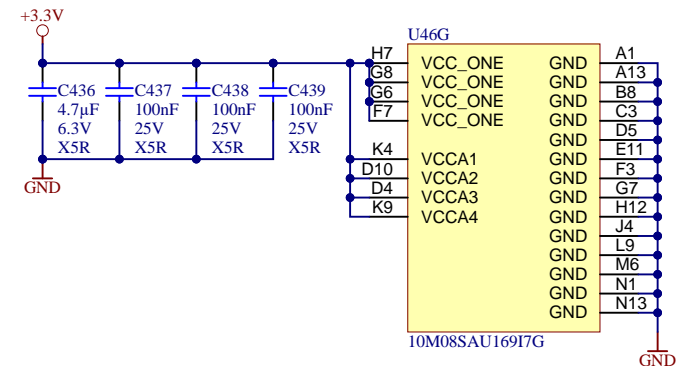 +3.3V
U46G
H7 VCC_ONE GND A1
G8 VCC_ONE GND A13
G6 VCC_ONE GND B8
F7 VCC_ONE GND C3
GND D5
K4 VCCA1 GND E11
D10 VCCA2 GND F3
D4 VCCA3 GND G7
K9 VCCA4 GND H12
GND J4
GND L9
GND M6
GND N1
GND N13
C436
4.7µF
6.3V
X5R
C437
100nF
25V
X5R
C438
100nF
25V
X5R
C439
100nF
25V
X5R
GND
10M08SAU169I7G
GND